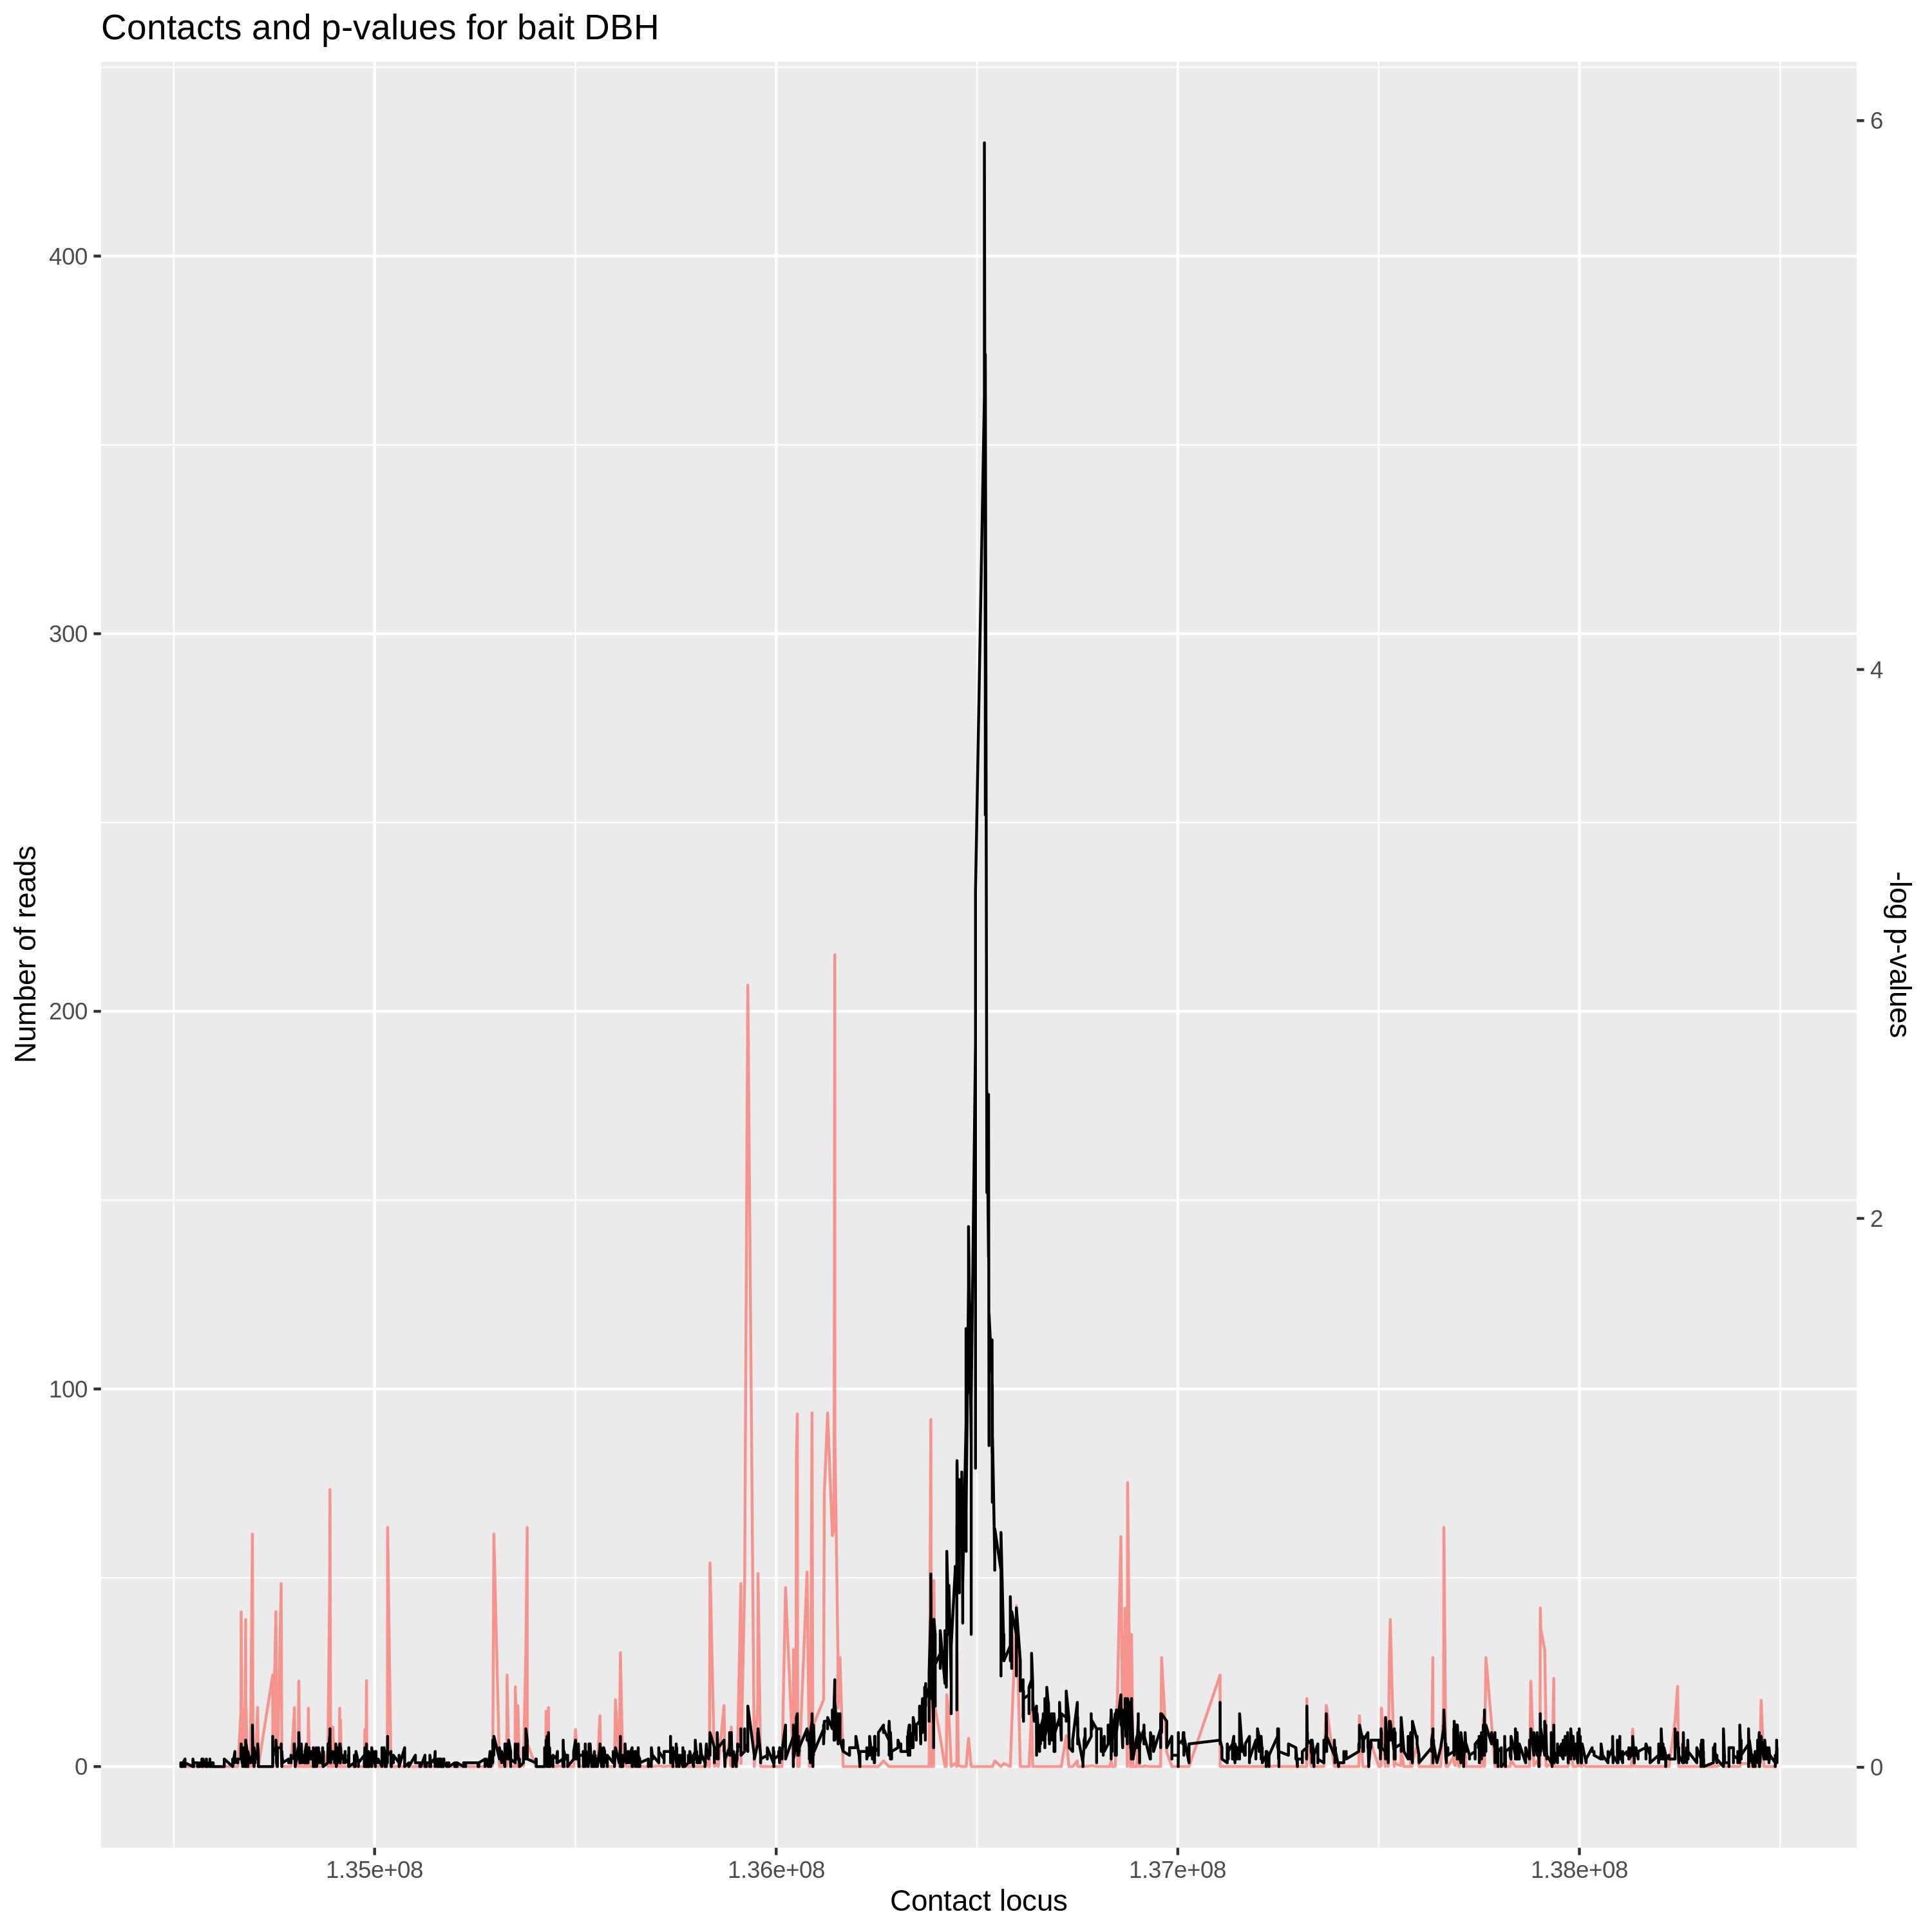 Contacts and p-values for bait DBH
400
300
200
100
0
Number of reads
6
4
2
0
-log p-values
1.35e+08
1.36e+08
1.37e+08
1.38e+08
Contact locus